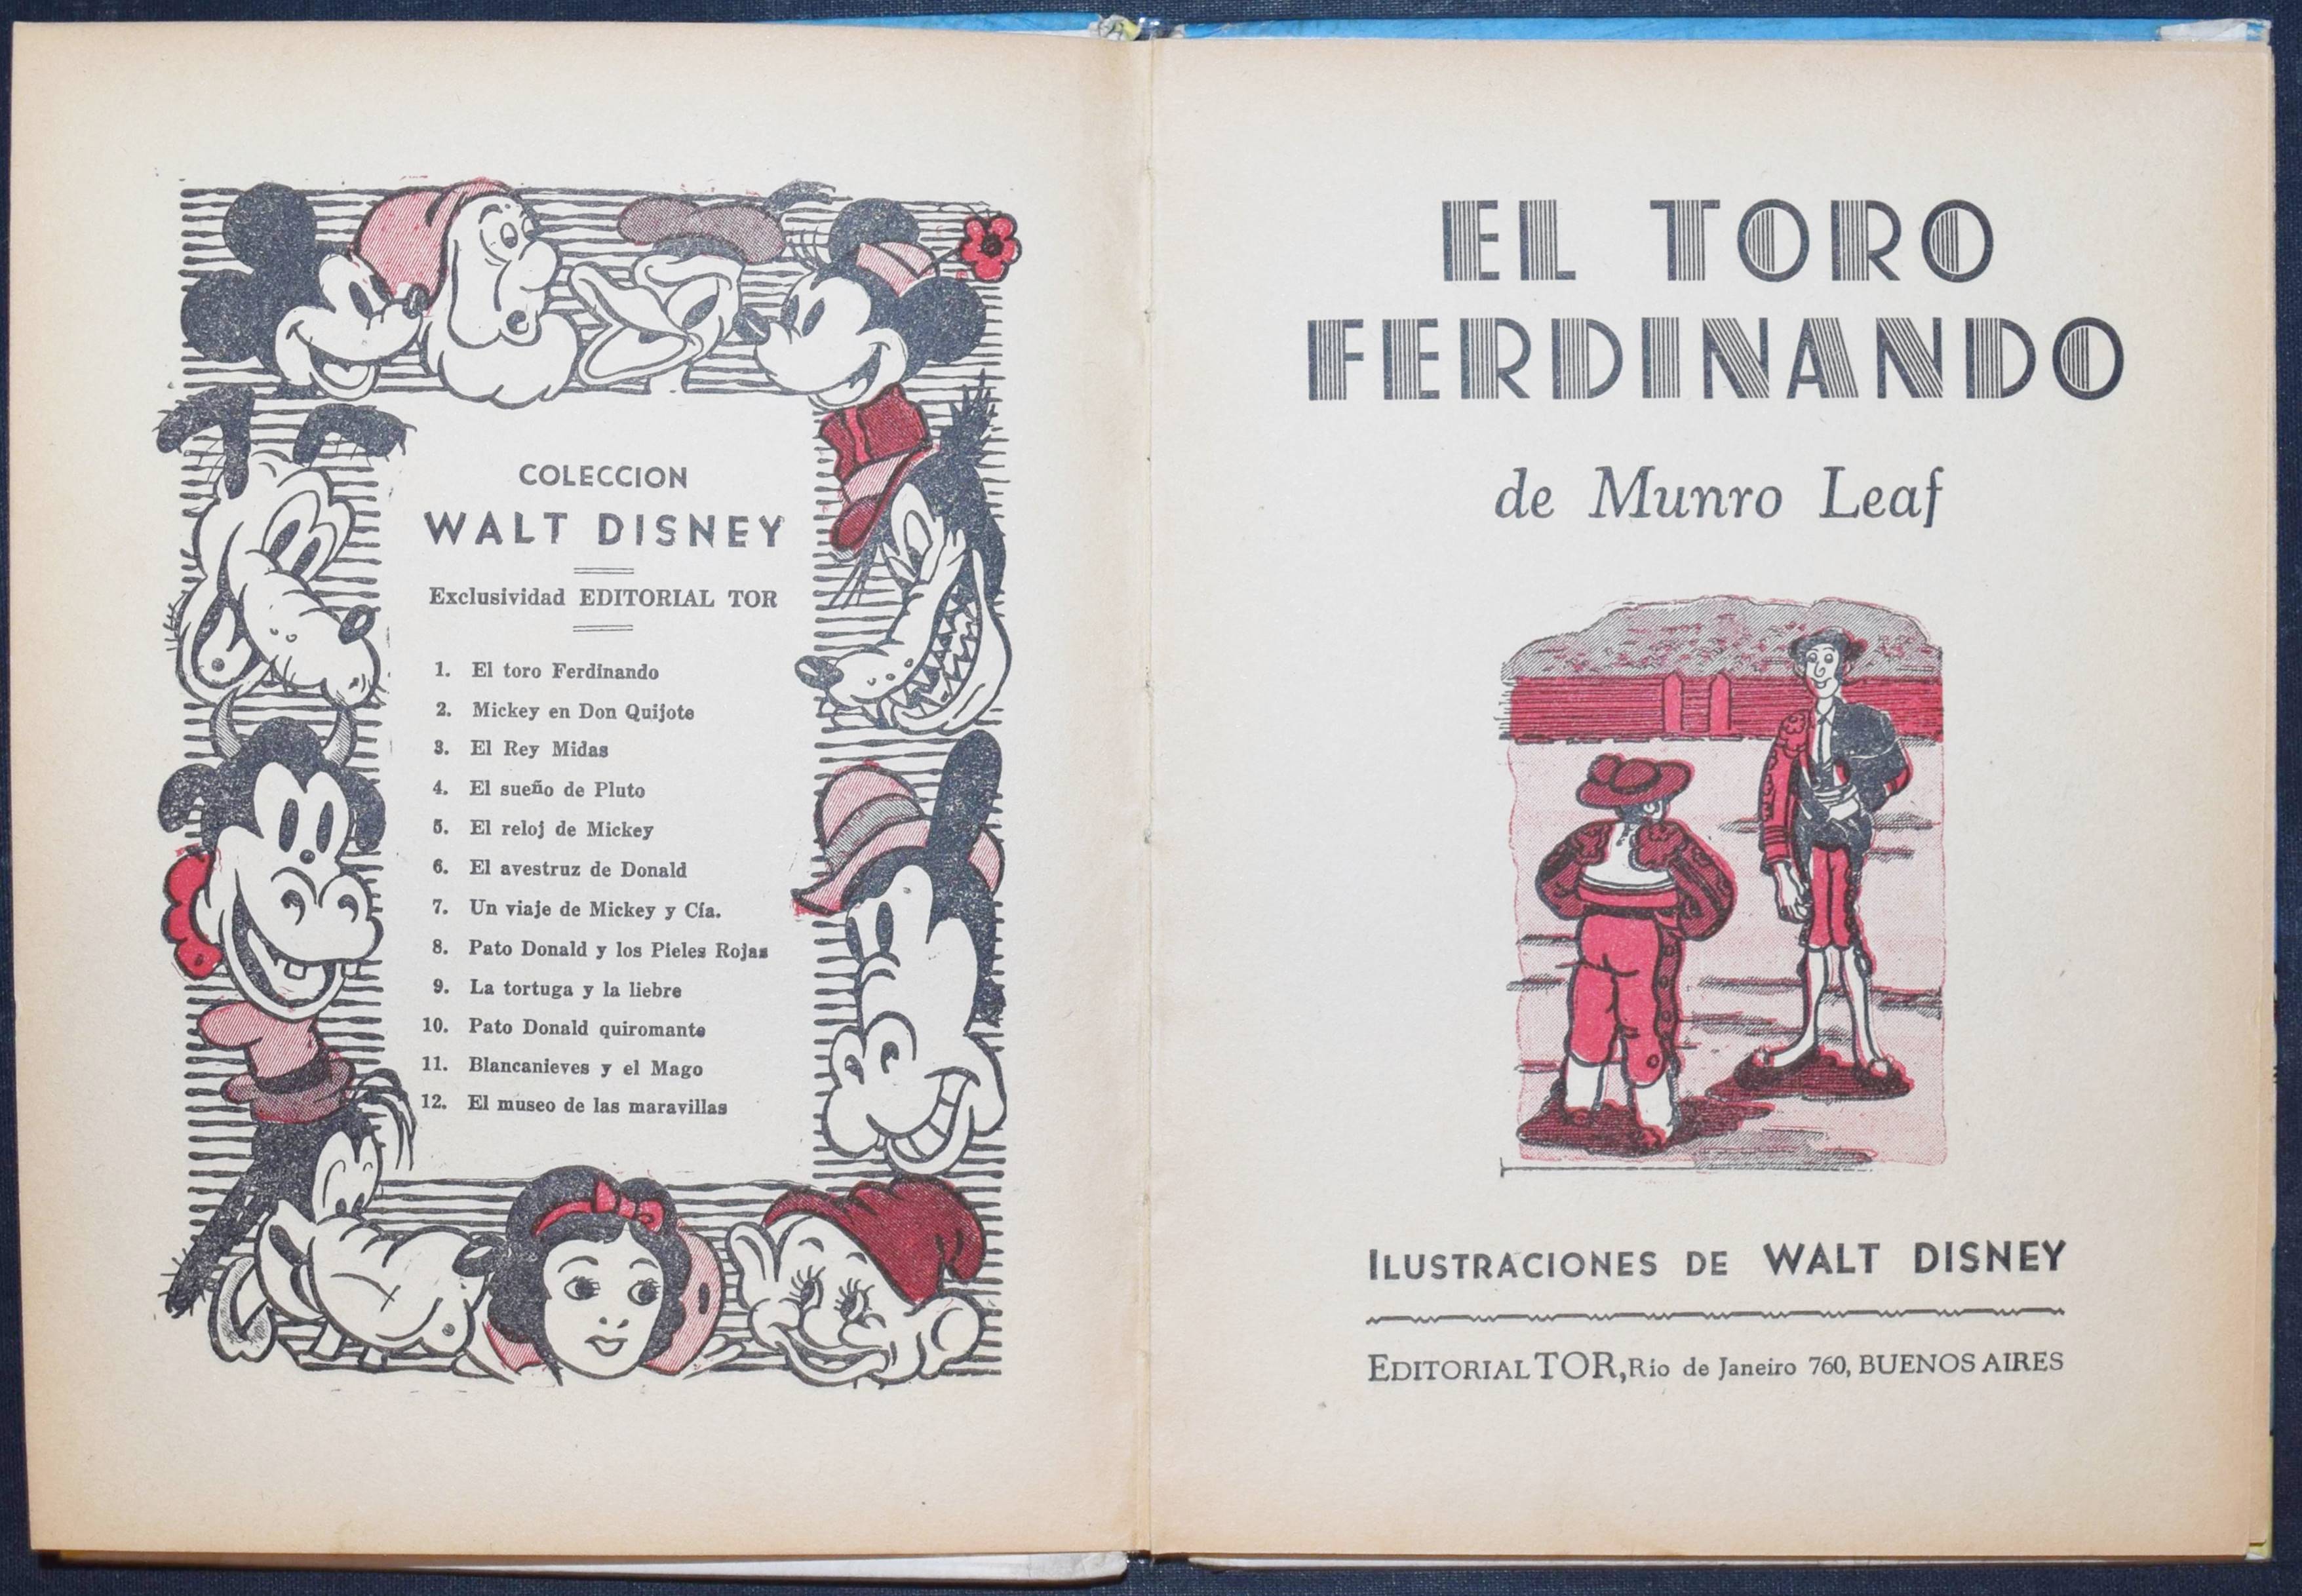 COLECCION
WALT DISNEY
Exclusividad EDITORIAL TOR
1. El toro Ferdinando
2. Mickey en Don Quijote
3. El Rey Midas
4. El sueño de Pluto
5. El reloj de Mickey
6. El avestruz de Donald
7. Un viaje de Mickey y Cía.
8. Pato Donald y los Pieles Rojas
9. La tortuga y la liebre
10. Pato Donald quiromante
11. Blancanieves y el Mago
12. El museo de las maravillas
EL TORO
FERDINANDO
de Munro Leaf
ILUSTRACIONES DE WALT DISNEY
EDITORIAL TOR, Río de Janeiro 760, BUENOS AIRES